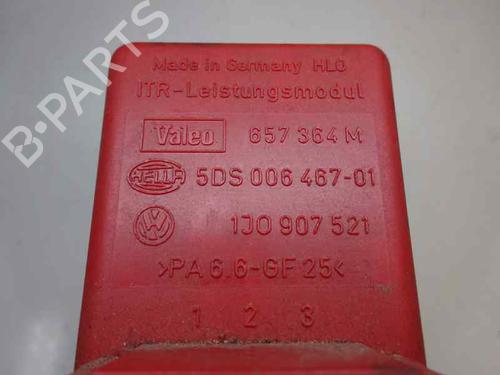 Made in Germany HLO
ITR-Leistungsmodul
Valeo 657 364 M
HELLA 5DS 006 467-01
VW 1J0 907 521
>PA 6.6-GF 25<
1 2 3
B-PARTS